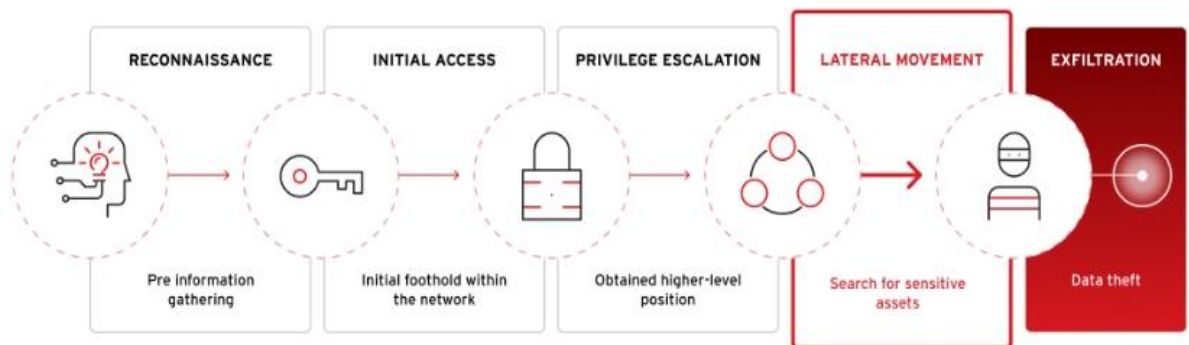 RECONNAISSANCE
INITIAL ACCESS
PRIVILEGE ESCALATION
LATERAL MOVEMENT
EXFILTRATION
Pre information
gathering
Initial foothold within
the network
Obtained higher-level
position
Search for sensitive
assets
Data theft